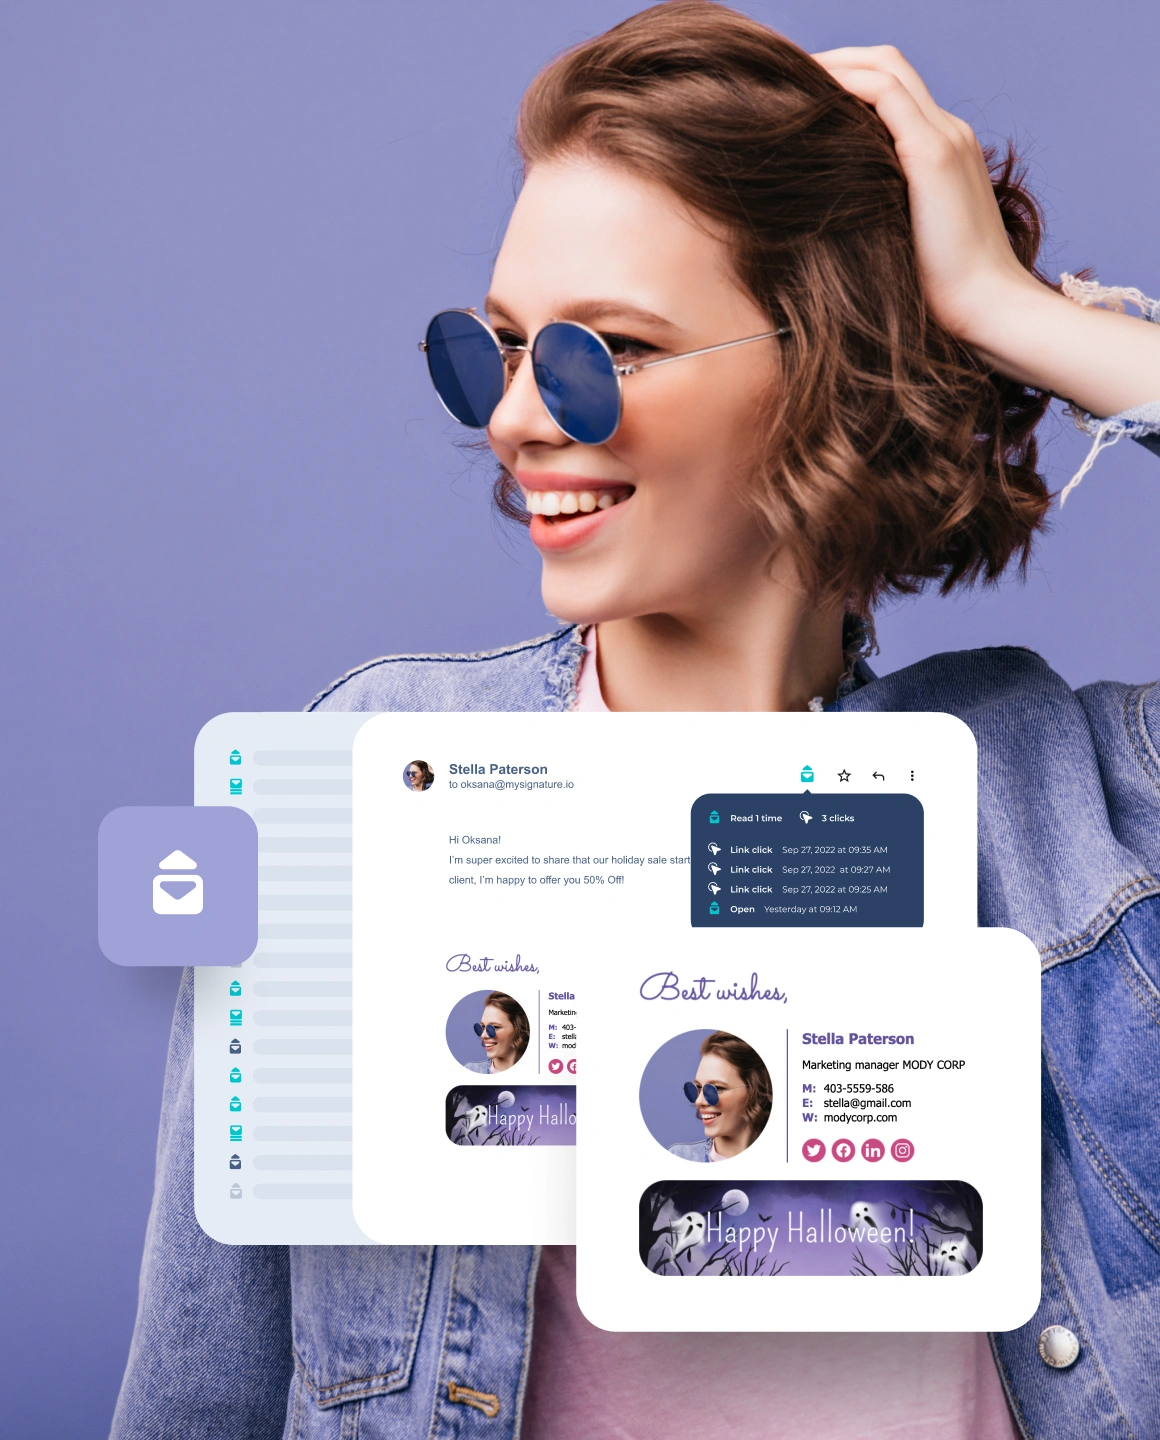 Stella Paterson
to oksana@mysignature.io
Read 1 time 3 clicks
Link click Sep 27, 2022 at 09:35 AM
Link click Sep 27, 2022 at 09:27 AM
Link click Sep 27, 2022 at 09:25 AM
Open Yesterday at 09:12 AM
Hi Oksana!
I'm super excited to share that our holiday sale start
client, I'm happy to offer you 50% Off!
Best wishes,
Stella
M: 403-
E:
W:
Happy
Best wishes,
Stella Paterson
Marketing manager MODY CORP
M: 403-5559-586
E: stella@gmail.com
W: modycorp.com
in
Happy Halloween!